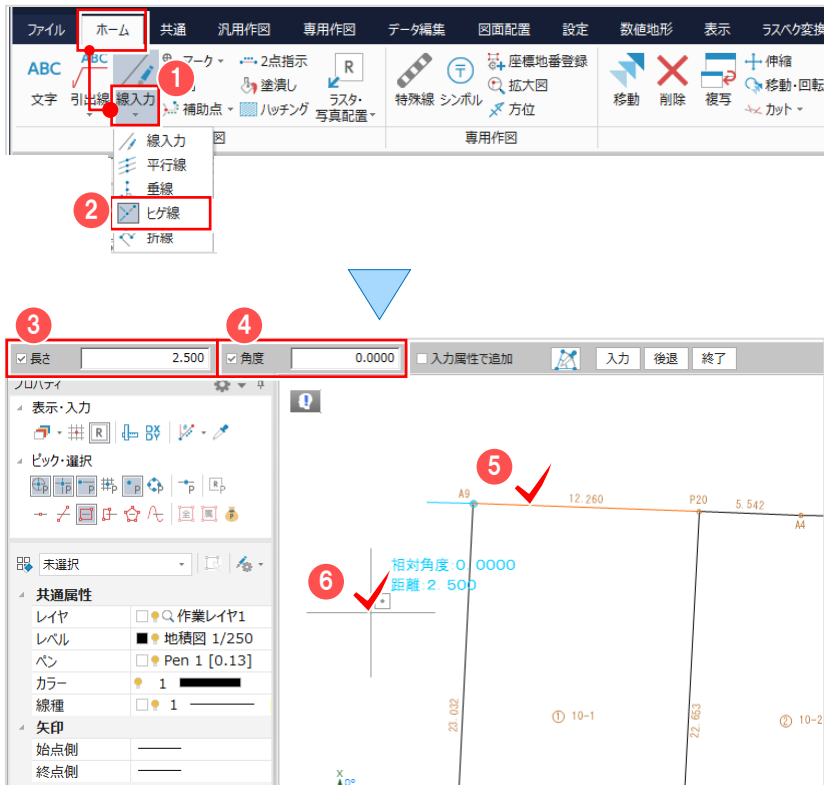 ファイル ホーム 共通 汎用作図 専用作図 データ編集 図面配置 設定 数値地形 表示 ラスベク変換
ABC ABC マーク 2点指示 R 座標地番登録 伸縮
1 塗潰し 〒 拡大図 移動・回転
文字 引出線 線入力 補助点 ハッチング ラスタ・写真配置 特殊線 シンボル 方位 移動 削除 複写 カット
図 専用作図
線入力
平行線
垂線
2 ヒゲ線
折線
3 4
長さ 2.500 角度 0.0000 入力属性で追加 入力 後退 終了
プロパティ
表示・入力
R
ピック・選択
未選択
共通属性
レイヤ 作業レイヤ1
レベル 地積図 1/250
ペン Pen 1 [0.13]
カラー 1
線種 1
矢印
始点側
終点側
5
A9 12.260 P20 5.542 A4
6 相対角度:0.0000
距離:2.500
23.032 22.653
① 10-1 ② 10-2
X
0°